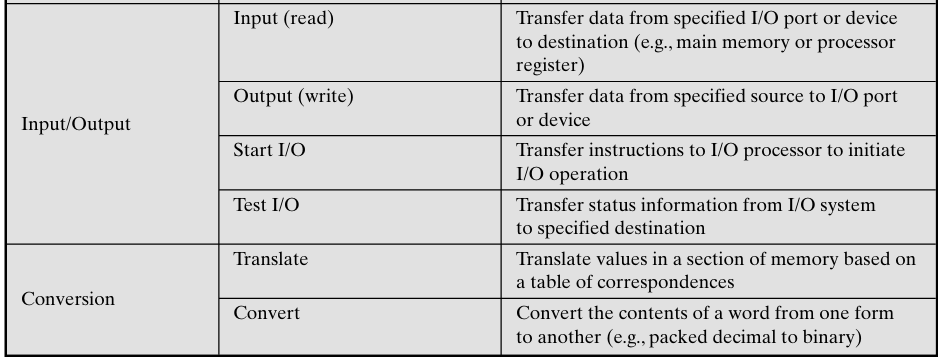 Input (read)
Transfer data from specified I/O port or device
to destination (e.g., main memory or processor
register)
Output (write)
Transfer data from specified source to I/O port
or device
Input/Output
Start I/O
Transfer instructions to I/O processor to initiate
I/O operation
Test I/O
Transfer status information from I/O system
to specified destination
Translate
Translate values in a section of memory based on
a table of correspondences
Conversion
Convert
Convert the contents of a word from one form
to another (e.g., packed decimal to binary)